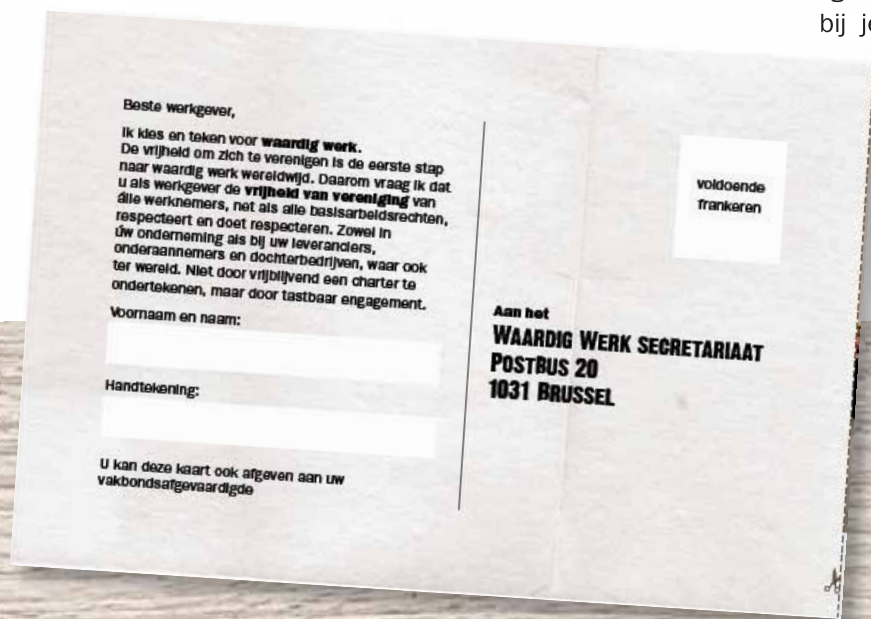 bij je
Beste werkgever,
Ik kies en teken voor waardig werk.
De vrijheid om zich te verenigen is de eerste stap
naar waardig werk wereldwijd. Daarom vraag ik dat
u als werkgever de vrijheid van vereniging van
álle werknemers, net als alle basisarbeidsrechten,
respecteert en doet respecteren. Zowel in
úw onderneming als bij uw leveranciers,
onderaannemers en dochterbedrijven, waar ook
ter wereld. Niet door vrijblijvend een charter te
ondertekenen, maar door tastbaar engagement.
Voornaam en naam:
Handtekening:
U kan deze kaart ook afgeven aan uw
vakbondsafgevaardigde
voldoende
frankeren
Aan het
WAARDIG WERK SECRETARIAAT
POSTBUS 20
1031 BRUSSEL